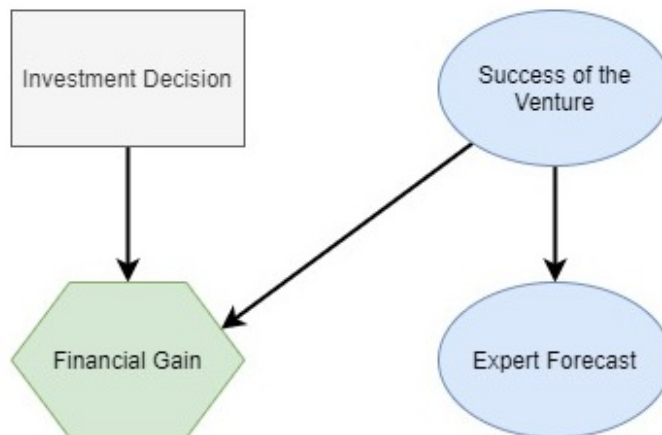 Investment Decision
Success of the
Venture
Financial Gain
Expert Forecast